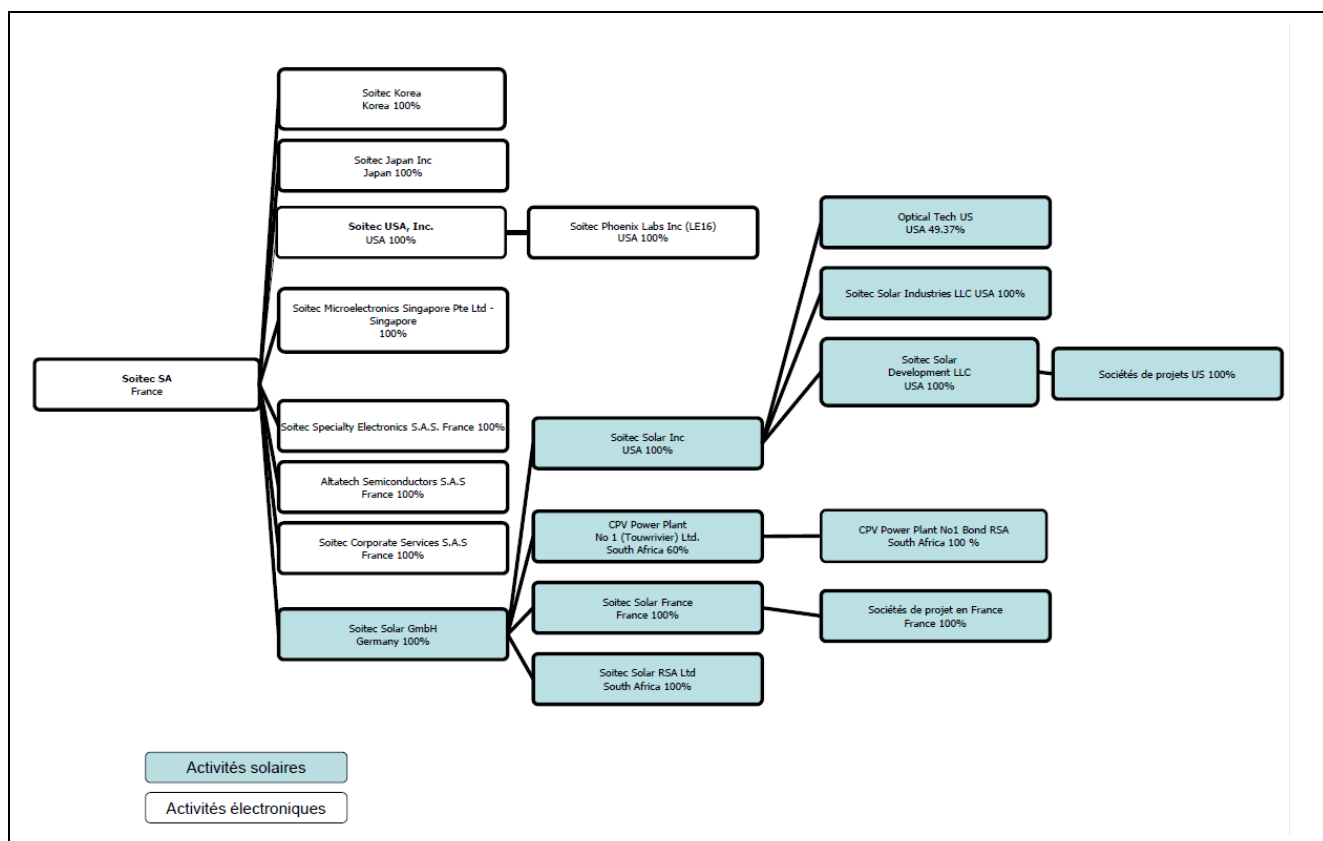 Soitec Korea
Korea 100%
Soitec Japan Inc
Japan 100%
Soitec USA, Inc.
USA 100%
Soitec Phoenix Labs Inc (LE16)
USA 100%
Optical Tech US
USA 49.37%
Soitec Solar Industries LLC USA 100%
Soitec Microelectronics Singapore Pte Ltd -
Singapore
100%
Soitec Solar
Development LLC
USA 100%
Sociétés de projets US 100%
Soitec SA
France
Soitec Specialty Electronics S.A.S. France 100%
Soitec Solar Inc
USA 100%
Altatech Semiconductors S.A.S
France 100%
Soitec Corporate Services S.A.S
France 100%
CPV Power Plant
No 1 (Touwrivier) Ltd.
South Africa 60%
CPV Power Plant No1 Bond RSA
South Africa 100 %
Soitec Solar France
France 100%
Sociétés de projet en France
France 100%
Soitec Solar GmbH
Germany 100%
Soitec Solar RSA Ltd
South Africa 100%
Activités solaires
Activités électroniques